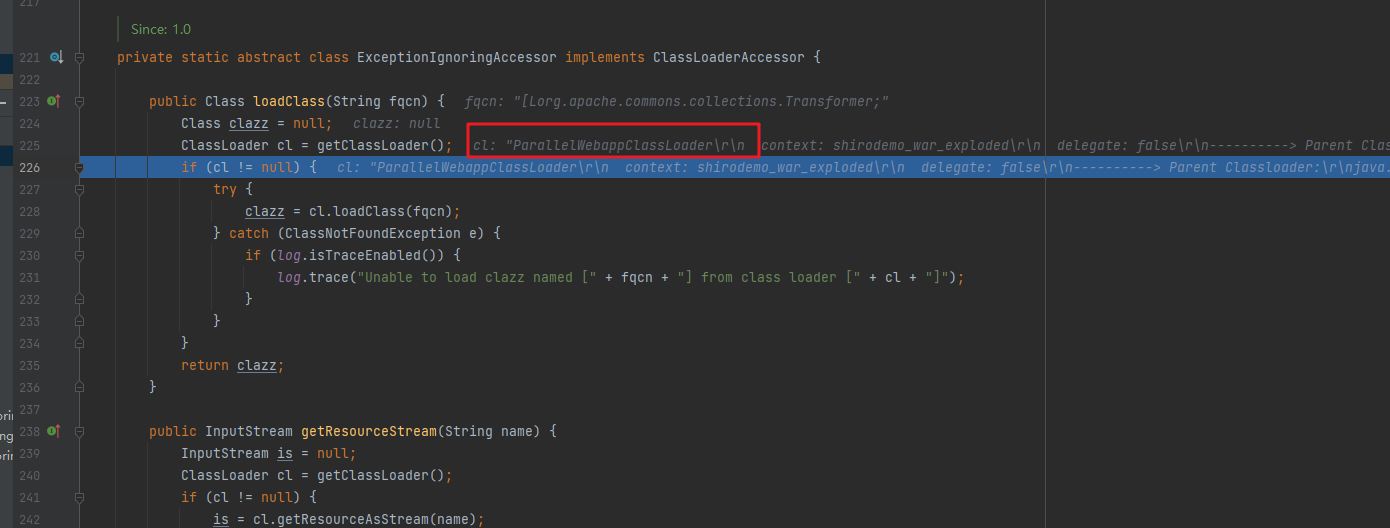 217
Since: 1.0
221 private static abstract class ExceptionIgnoringAccessor implements ClassLoaderAccessor {
222
223 public Class loadClass(String fqcn) { fqcn: "[Lorg.apache.commons.collections.Transformer;"
224 Class clazz = null; clazz: null
225 ClassLoader cl = getClassLoader(); cl: "ParallelWebappClassLoader\r\n context: shirodemo_war_exploded\r\n delegate: false\r\n----------> Parent Clas
226 if (cl != null) { cl: "ParallelWebappClassLoader\r\n context: shirodemo_war_exploded\r\n delegate: false\r\n----------> Parent Classloader:\r\njava.
227 try {
228 clazz = cl.loadClass(fqcn);
229 } catch (ClassNotFoundException e) {
230 if (log.isTraceEnabled()) {
231 log.trace("Unable to load clazz named [" + fqcn + "] from class loader [" + cl + "]");
232 }
233 }
234 }
235 return clazz;
236 }
237
238 public InputStream getResourceStream(String name) {
239 InputStream is = null;
240 ClassLoader cl = getClassLoader();
241 if (cl != null) {
242 is = cl.getResourceAsStream(name);